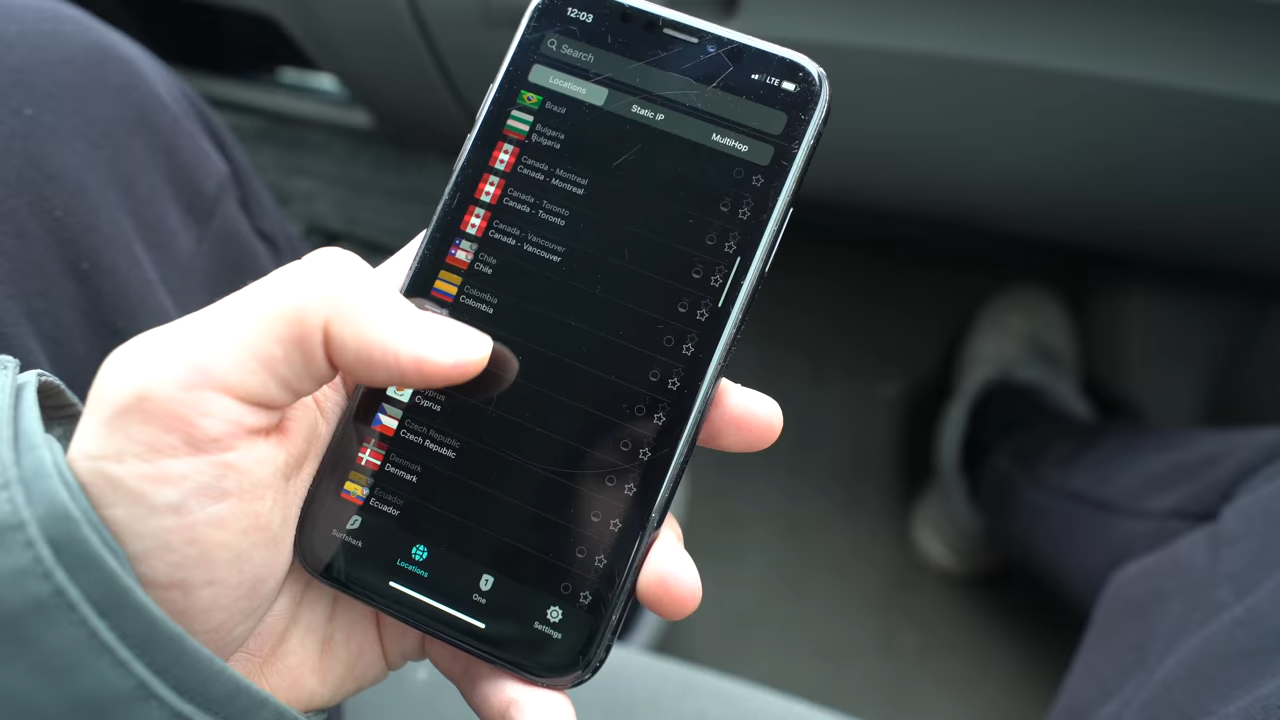 12:03
LTE
Search
Locations
Static IP
MultiHop
Brazil
Bulgaria
Bulgaria
Canada - Montreal
Canada - Montreal
Canada - Toronto
Canada - Toronto
Canada - Vancouver
Canada - Vancouver
Chile
Chile
Colombia
Colombia
Cyprus
Cyprus
Czech Republic
Czech Republic
Denmark
Denmark
Ecuador
Ecuador
Surfshark
Locations
1
One
Settings